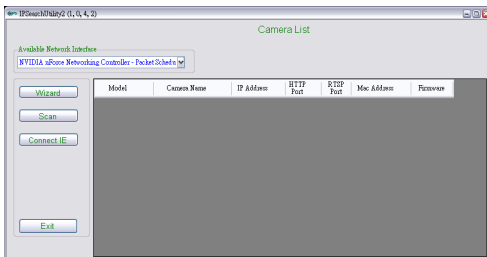 IPSearchUtility2 (1, 0, 4, 2)
Camera List
Available Network Interface
NVIDIA nForce Networking Controller - Packet Schedu
Wizard
Scan
Connect IE
Exit
Model Camera Name IP Address HTTP Port RTSP Port Mac Address Firmware